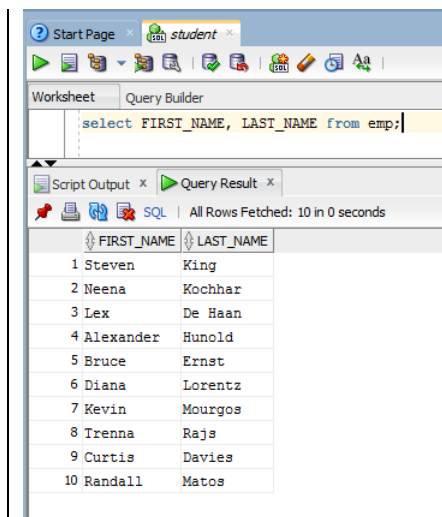 Start Page student
Worksheet Query Builder
select FIRST_NAME, LAST_NAME from emp;
Script Output x Query Result x
SQL | All Rows Fetched: 10 in 0 seconds
FIRST_NAME LAST_NAME
1 Steven King
2 Neena Kochhar
3 Lex De Haan
4 Alexander Hunold
5 Bruce Ernst
6 Diana Lorentz
7 Kevin Mourgos
8 Trenna Rajs
9 Curtis Davies
10 Randall Matos